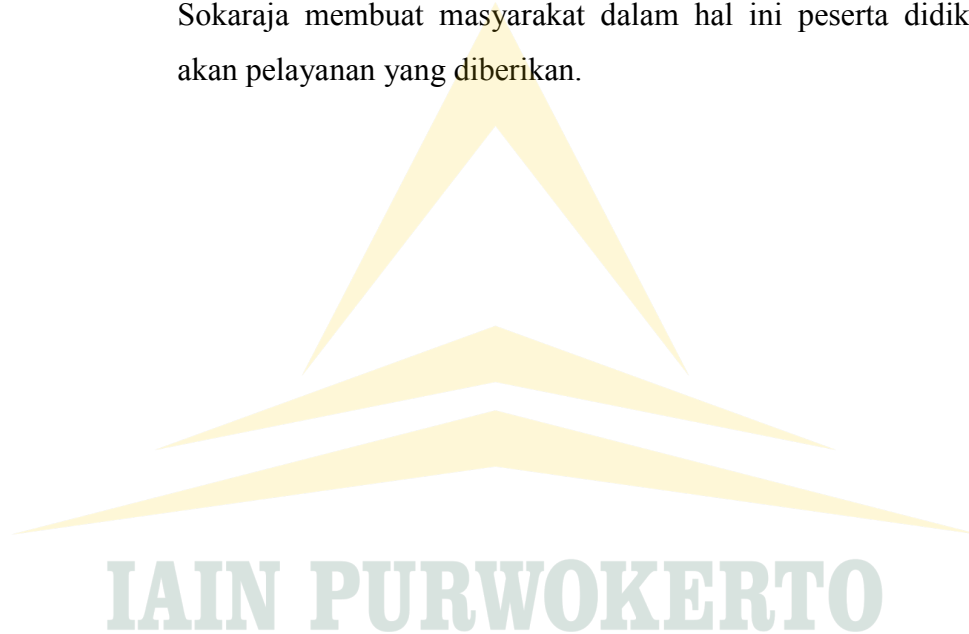 Sokaraja membuat masyarakat dalam hal ini peserta didik
akan pelayanan yang diberikan.
IAIN PURWOKERTO